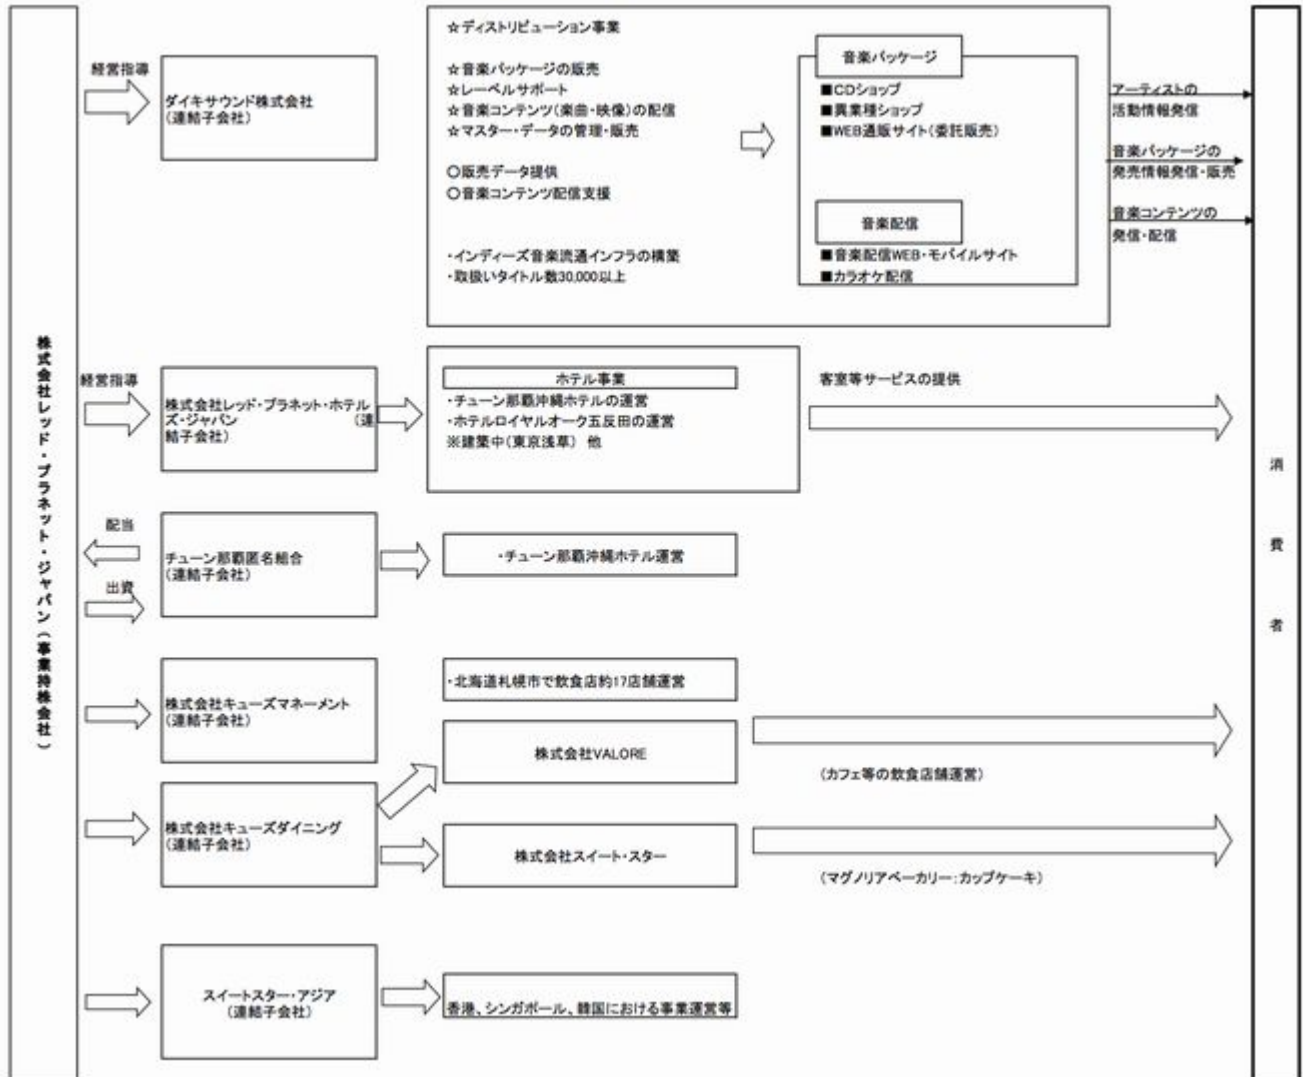 株式会社レッド・プラネット・ジャパン(事業持株会社)
経営指導
ダイキサウンド株式会社
(連結子会社)
☆ディストリビューション事業
☆音楽パッケージの販売
☆レーベルサポート
☆音楽コンテンツ(楽曲・映像)の配信
☆マスター・データの管理・販売
○販売データ提供
○音楽コンテンツ配信支援
・インディーズ音楽流通インフラの構築
・取扱いタイトル数30,000以上
音楽パッケージ
■CDショップ
■異業種ショップ
■WEB通販サイト(委託販売)
音楽配信
■音楽配信WEB・モバイルサイト
■カラオケ配信
アーティストの
活動情報発信
音楽パッケージの
発売情報発信・販売
音楽コンテンツの
発信・配信
経営指導
株式会社レッド・プラネット・ホテル
ズ・ジャパン (連
結子会社)
ホテル事業
・チューン那覇沖縄ホテルの運営
・ホテルロイヤルオーク五反田の運営
※建築中(東京浅草) 他
客室等サービスの提供
配当
出資
チューン那覇匿名組合
(連結子会社)
・チューン那覇沖縄ホテル運営
株式会社キューズマネーメント
(連結子会社)
・北海道札幌市で飲食店約17店舗運営
株式会社VALORE
(カフェ等の飲食店舗運営)
株式会社キューズダイニング
(連結子会社)
株式会社スイート・スター
(マグノリアベーカリー:カップケーキ)
スイートスター・アジア
(連結子会社)
香港、シンガポール、韓国における事業運営等
消費者